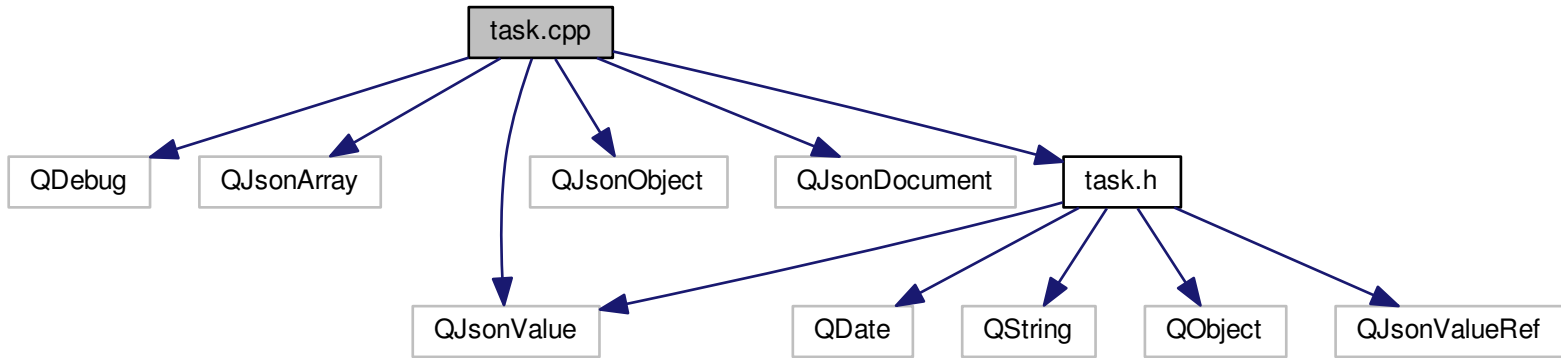 task.cpp
QDebug
QJsonArray
QJsonObject
QJsonDocument
task.h
QJsonValue
QDate
QString
QObject
QJsonValueRef